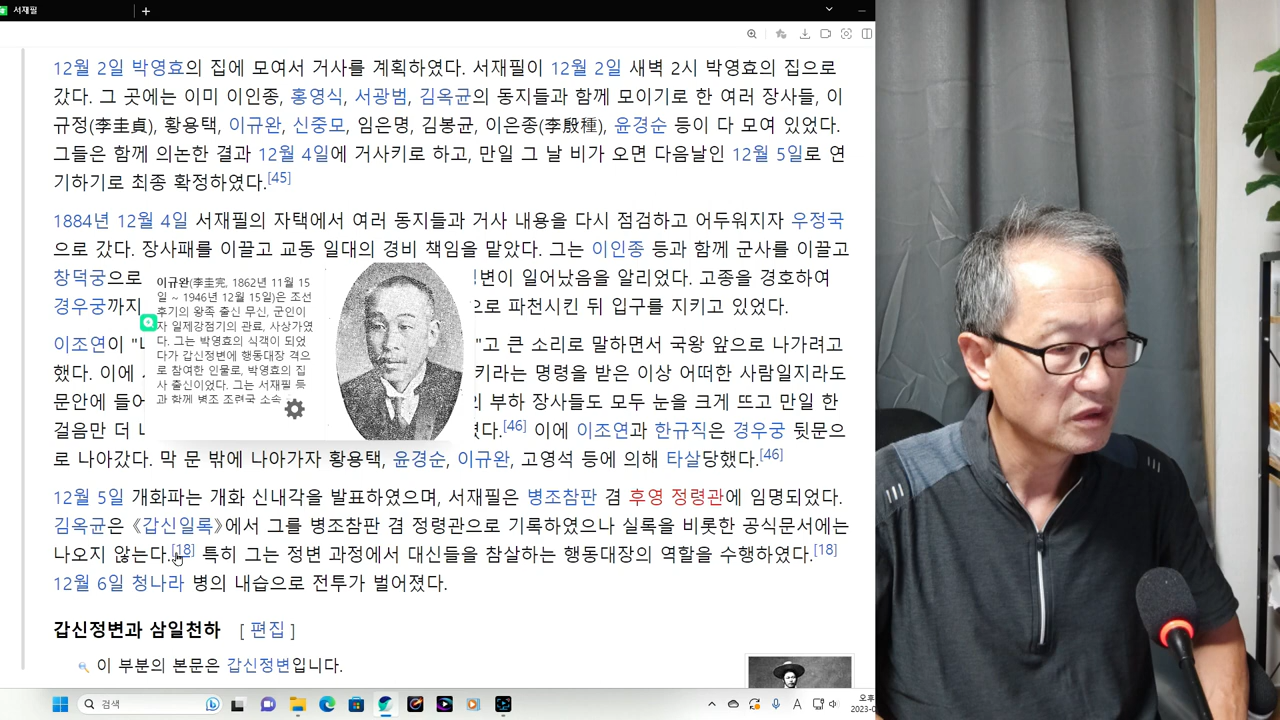 서재필
12월 2일 박영효의 집에 모여서 거사를 계획하였다. 서재필이 12월 2일 새벽 2시 박영효의 집으로
갔다. 그 곳에는 이미 이인종, 홍영식, 서광범, 김옥균의 동지들과 함께 모이기로 한 여러 장사들, 이
규정(李圭貞), 황용택, 이규완, 신중모, 임은명, 김봉균, 이은종(李殷種), 윤경순 등이 다 모여 있었다.
그들은 함께 의논한 결과 12월 4일에 거사키로 하고, 만일 그 날 비가 오면 다음날인 12월 5일로 연
기하기로 최종 확정하였다.[45]
1884년 12월 4일 서재필의 자택에서 여러 동지들과 거사 내용을 다시 점검하고 어두워지자 우정국
으로 갔다. 장사패를 이끌고 교동 일대의 경비 책임을 맡았다. 그는 이인종 등과 함께 군사를 이끌고
창덕궁으로 변이 일어났음을 알리었다. 고종을 경호하여
경우궁까지 으로 파천시킨 뒤 입구를 지키고 있었다.
이규완(李圭完, 1862년 11월 15
일 ~ 1946년 12월 15일)은 조선
후기의 왕족 출신 무신, 군인이
자 일제강점기의 관료, 사상가였
다. 그는 박영효의 식객이 되었
다가 갑신정변에 행동대장 격으
로 참여한 인물로, 박영효의 집
사 출신이었다. 그는 서재필 등
과 함께 병조 조련국 소속
이조연이 "고 큰 소리로 말하면서 국왕 앞으로 나가려고
했다. 이에 키라는 명령을 받은 이상 어떠한 사람일지라도
문안에 들어 부하 장사들도 모두 눈을 크게 뜨고 만일 한
걸음만 더 다.[46] 이에 이조연과 한규직은 경우궁 뒷문으
로 나아갔다. 막 문 밖에 나아가자 황용택, 윤경순, 이규완, 고영석 등에 의해 타살당했다.[46]
12월 5일 개화파는 개화 신내각을 발표하였으며, 서재필은 병조참판 겸 후영 정령관에 임명되었다.
김옥균은 《갑신일록》에서 그를 병조참판 겸 정령관으로 기록하였으나 실록을 비롯한 공식문서에는
나오지 않는다.[18] 특히 그는 정변 과정에서 대신들을 참살하는 행동대장의 역할을 수행하였다.[18]
12월 6일 청나라 병의 내습으로 전투가 벌어졌다.
갑신정변과 삼일천하 [ 편집 ]
이 부분의 본문은 갑신정변입니다.
검색
A
오후
2023-0